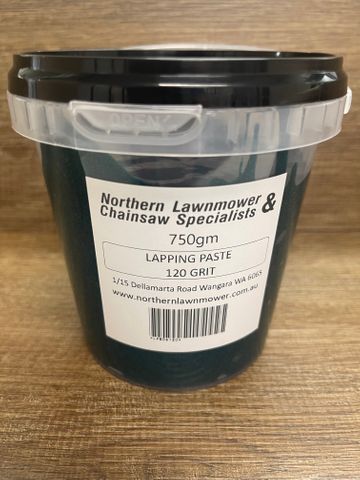 OPEN
Northern Lawnmower &
Chainsaw Specialists
750gm
LAPPING PASTE
120 GRIT
1/15 Dellamarta Road Wangara WA 6065
www.northernlawnmower.com.au